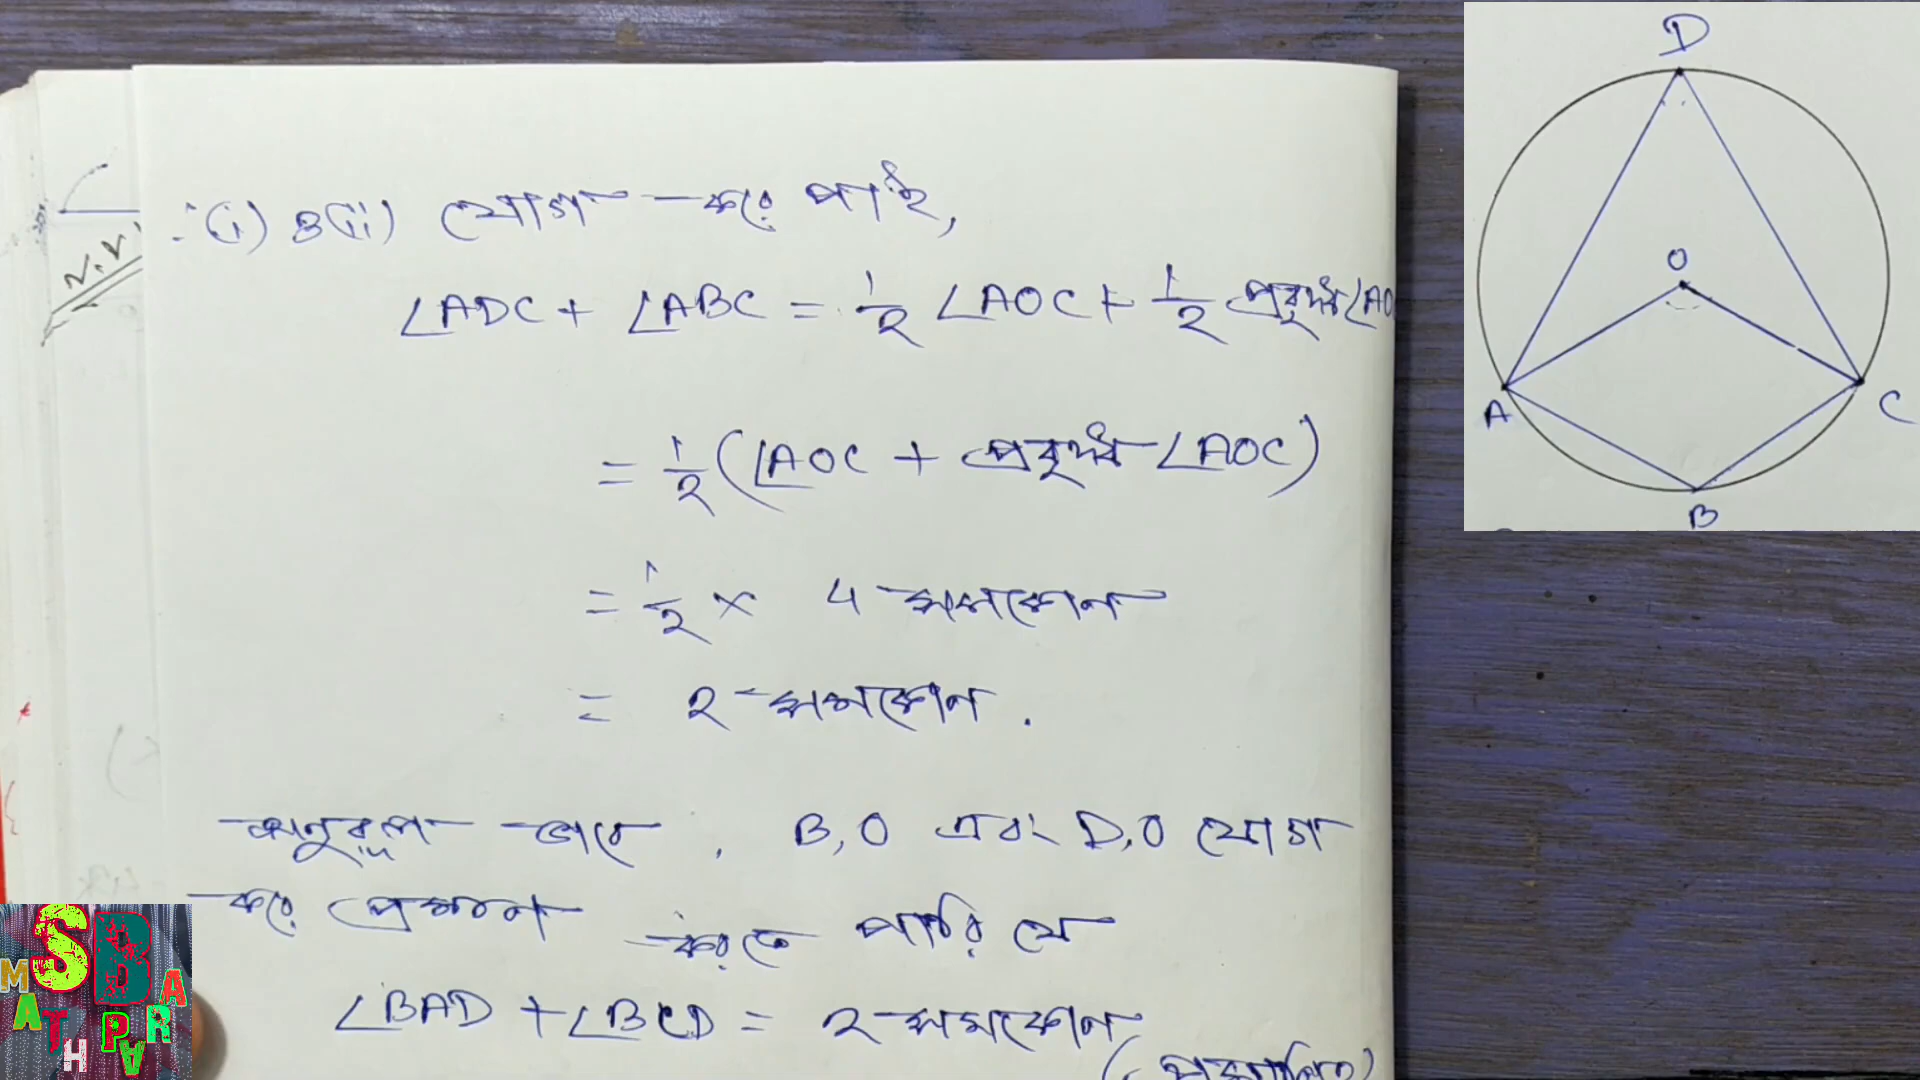 ∴ (i) ও (ii) যোগ করে পাই,
∠ADC + ∠ABC = 1/2 ∠AOC + 1/2 প্রবৃদ্ধ ∠AO
= 1/2 (∠AOC + প্রবৃদ্ধ ∠AOC)
= 1/2 × 4 সমকোন
= 2 সমকোন.
অনুরূপ ভাবে, B,O এবং D,O যোগ
করে প্রমান করতে পারি যে
∠BAD + ∠BCD = 2 সমকোন
(প্রমানিত)
D
O
A
C
B
SB
MATH PARA